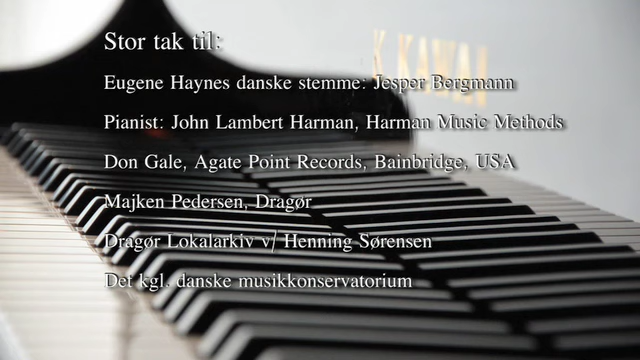 Stor tak til:
K KAWAI
Eugene Haynes danske stemme: Jesper Bergmann
Pianist: John Lambert Harman, Harman Music Methods
Don Gale, Agate Point Records, Bainbridge, USA
Majken Pedersen, Dragør
Dragør Lokalarkiv v/ Henning Sørensen
Det kgl. danske musikkonservatorium